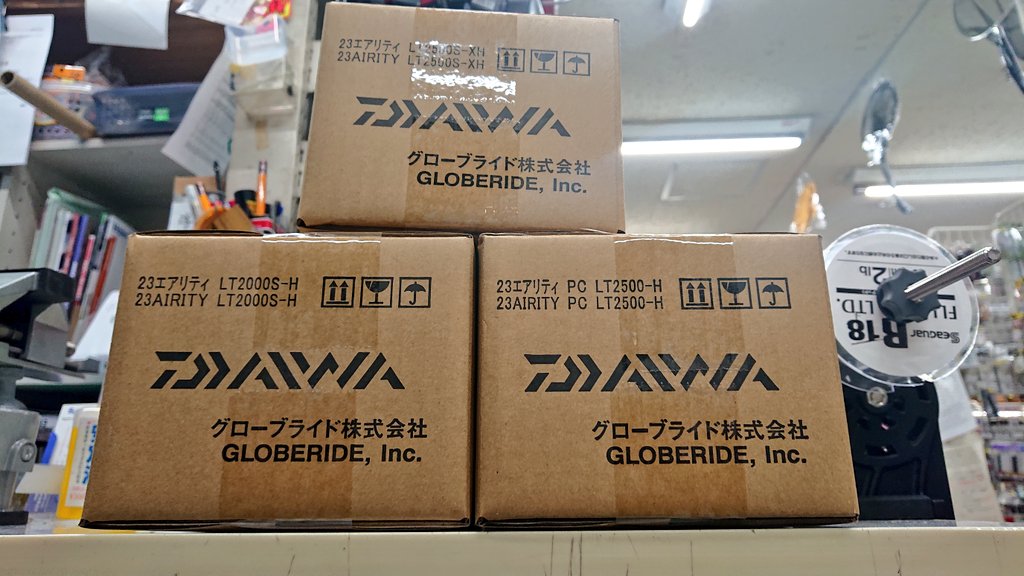 23エアリティ LT2500S-XH
23AIRITY LT2500S-XH
DAIWA
グローブライド株式会社
GLOBERIDE, Inc.
23エアリティ LT2000S-H
23AIRITY LT2000S-H
DAIWA
グローブライド株式会社
GLOBERIDE, Inc.
23エアリティ PC LT2500-H
23AIRITY PC LT2500-H
DAIWA
グローブライド株式会社
GLOBERIDE, Inc.
Seaguar
R18
LTD.
2lb